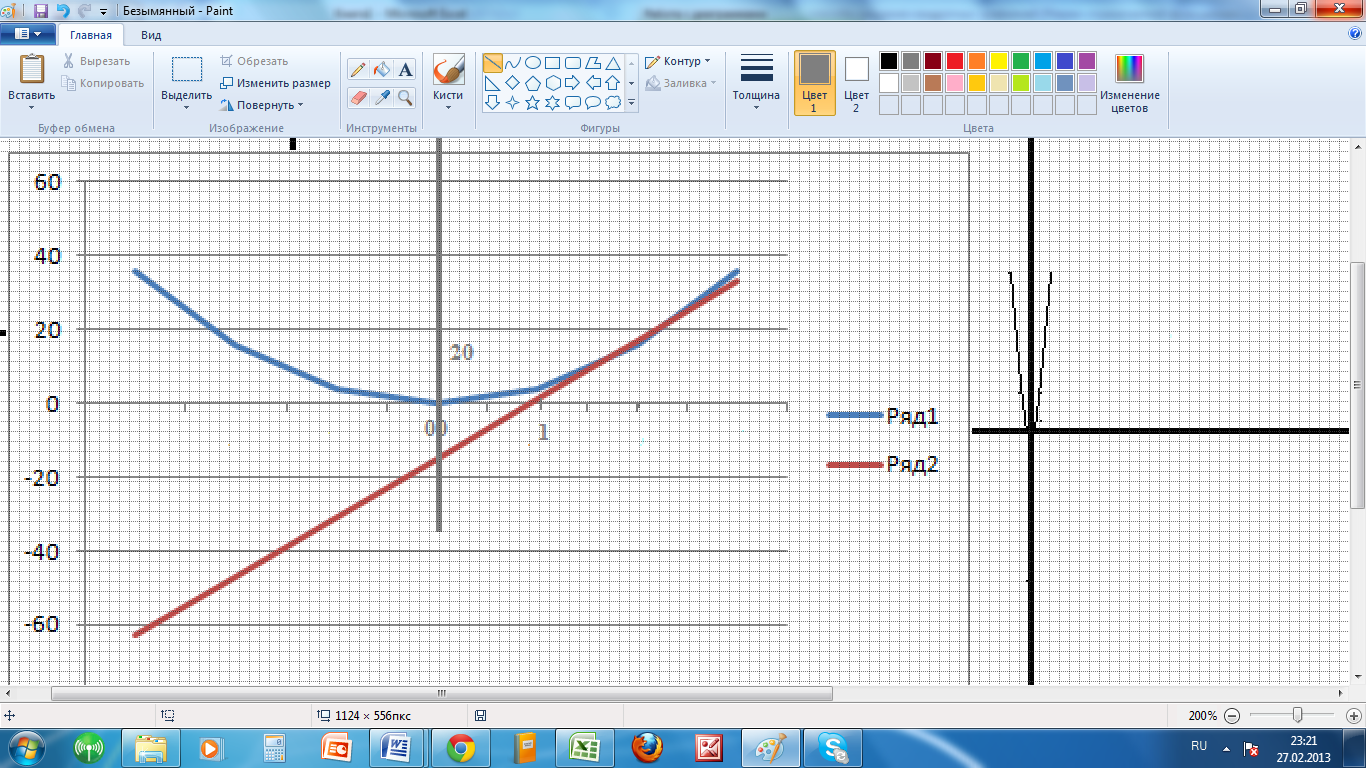 Безымянный - Paint
Главная Вид
Вставить
Вырезать
Копировать
Буфер обмена
Выделить
Обрезать
Изменить размер
Повернуть
Изображение
A
Инструменты
Кисти
Контур
Заливка
Фигуры
Толщина
Цвет
1
Цвет
2
Изменение
цветов
Цвета
60
40
20
0
-20
-40
-60
20
00
1
Ряд1
Ряд2
1124 × 556пкс
200%
RU
23:21
27.02.2013